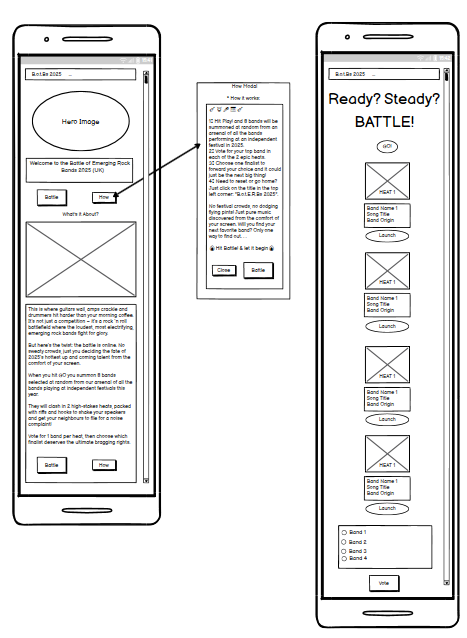 B.o.t.Bs 2025 ...
Hero Image
Welcome to the Battle of Emerging Rock
Bands 2025 (UK)
Battle
How
What's it About?
This is where guitars wail, amps crackle and
drummers hit harder than your morning coffee.
It's not just a competition – it's a rock 'n roll
battlefield where the loudest, most electrifying
emerging rock bands fight for glory.
But here's the twist: the battle is online. No
sweaty crowds, just you deciding the fate of
2025's hottest up and coming talent from the
comfort of your screen.
When you hit GO you summon 8 bands
selected at random from our arsenal of all the
bands playing at independent festivals this
year.
They will clash in 2 high-stakes heats, packed
with riffs and hooks to shake your speakers
and get your neighbours to file for a noise
complaint!
Vote for 1 band per heat, then choose which
finalist deserves the ultimate bragging rights.
Battle
How
How Modal
* How it works:
1) Hit Play! and 8 bands will be
summoned at random from an
arsenal of all the bands
performing at an independent
festival in 2025.
2) Vote for your top band in
each of the 2 epic heats
3) Choose one finalist to
forward your choice and it could
just be the next big thing!
4) Need to reset or go home?
Just click on the title in the top
left corner: "B.o.t.E.R.Bs 2025".
No festival crowds, no dodging
flying pints! Just pure music
discovered from the comfort of
your screen. Will you find your
next favorite band? Only one
way to find out...
Hit Battle! & let it begin
Close
Battle
B.o.t.Bs 2025 ...
Ready? Steady?
BATTLE!
GO!
HEAT 1
Band Name 1
Song Title
Band Origin
Launch
HEAT 1
Band Name 1
Song Title
Band Origin
Launch
HEAT 1
Band Name 1
Song Title
Band Origin
Launch
HEAT 1
Band Name 1
Song Title
Band Origin
Launch
Band 1
Band 2
Band 3
Band 4
Vote